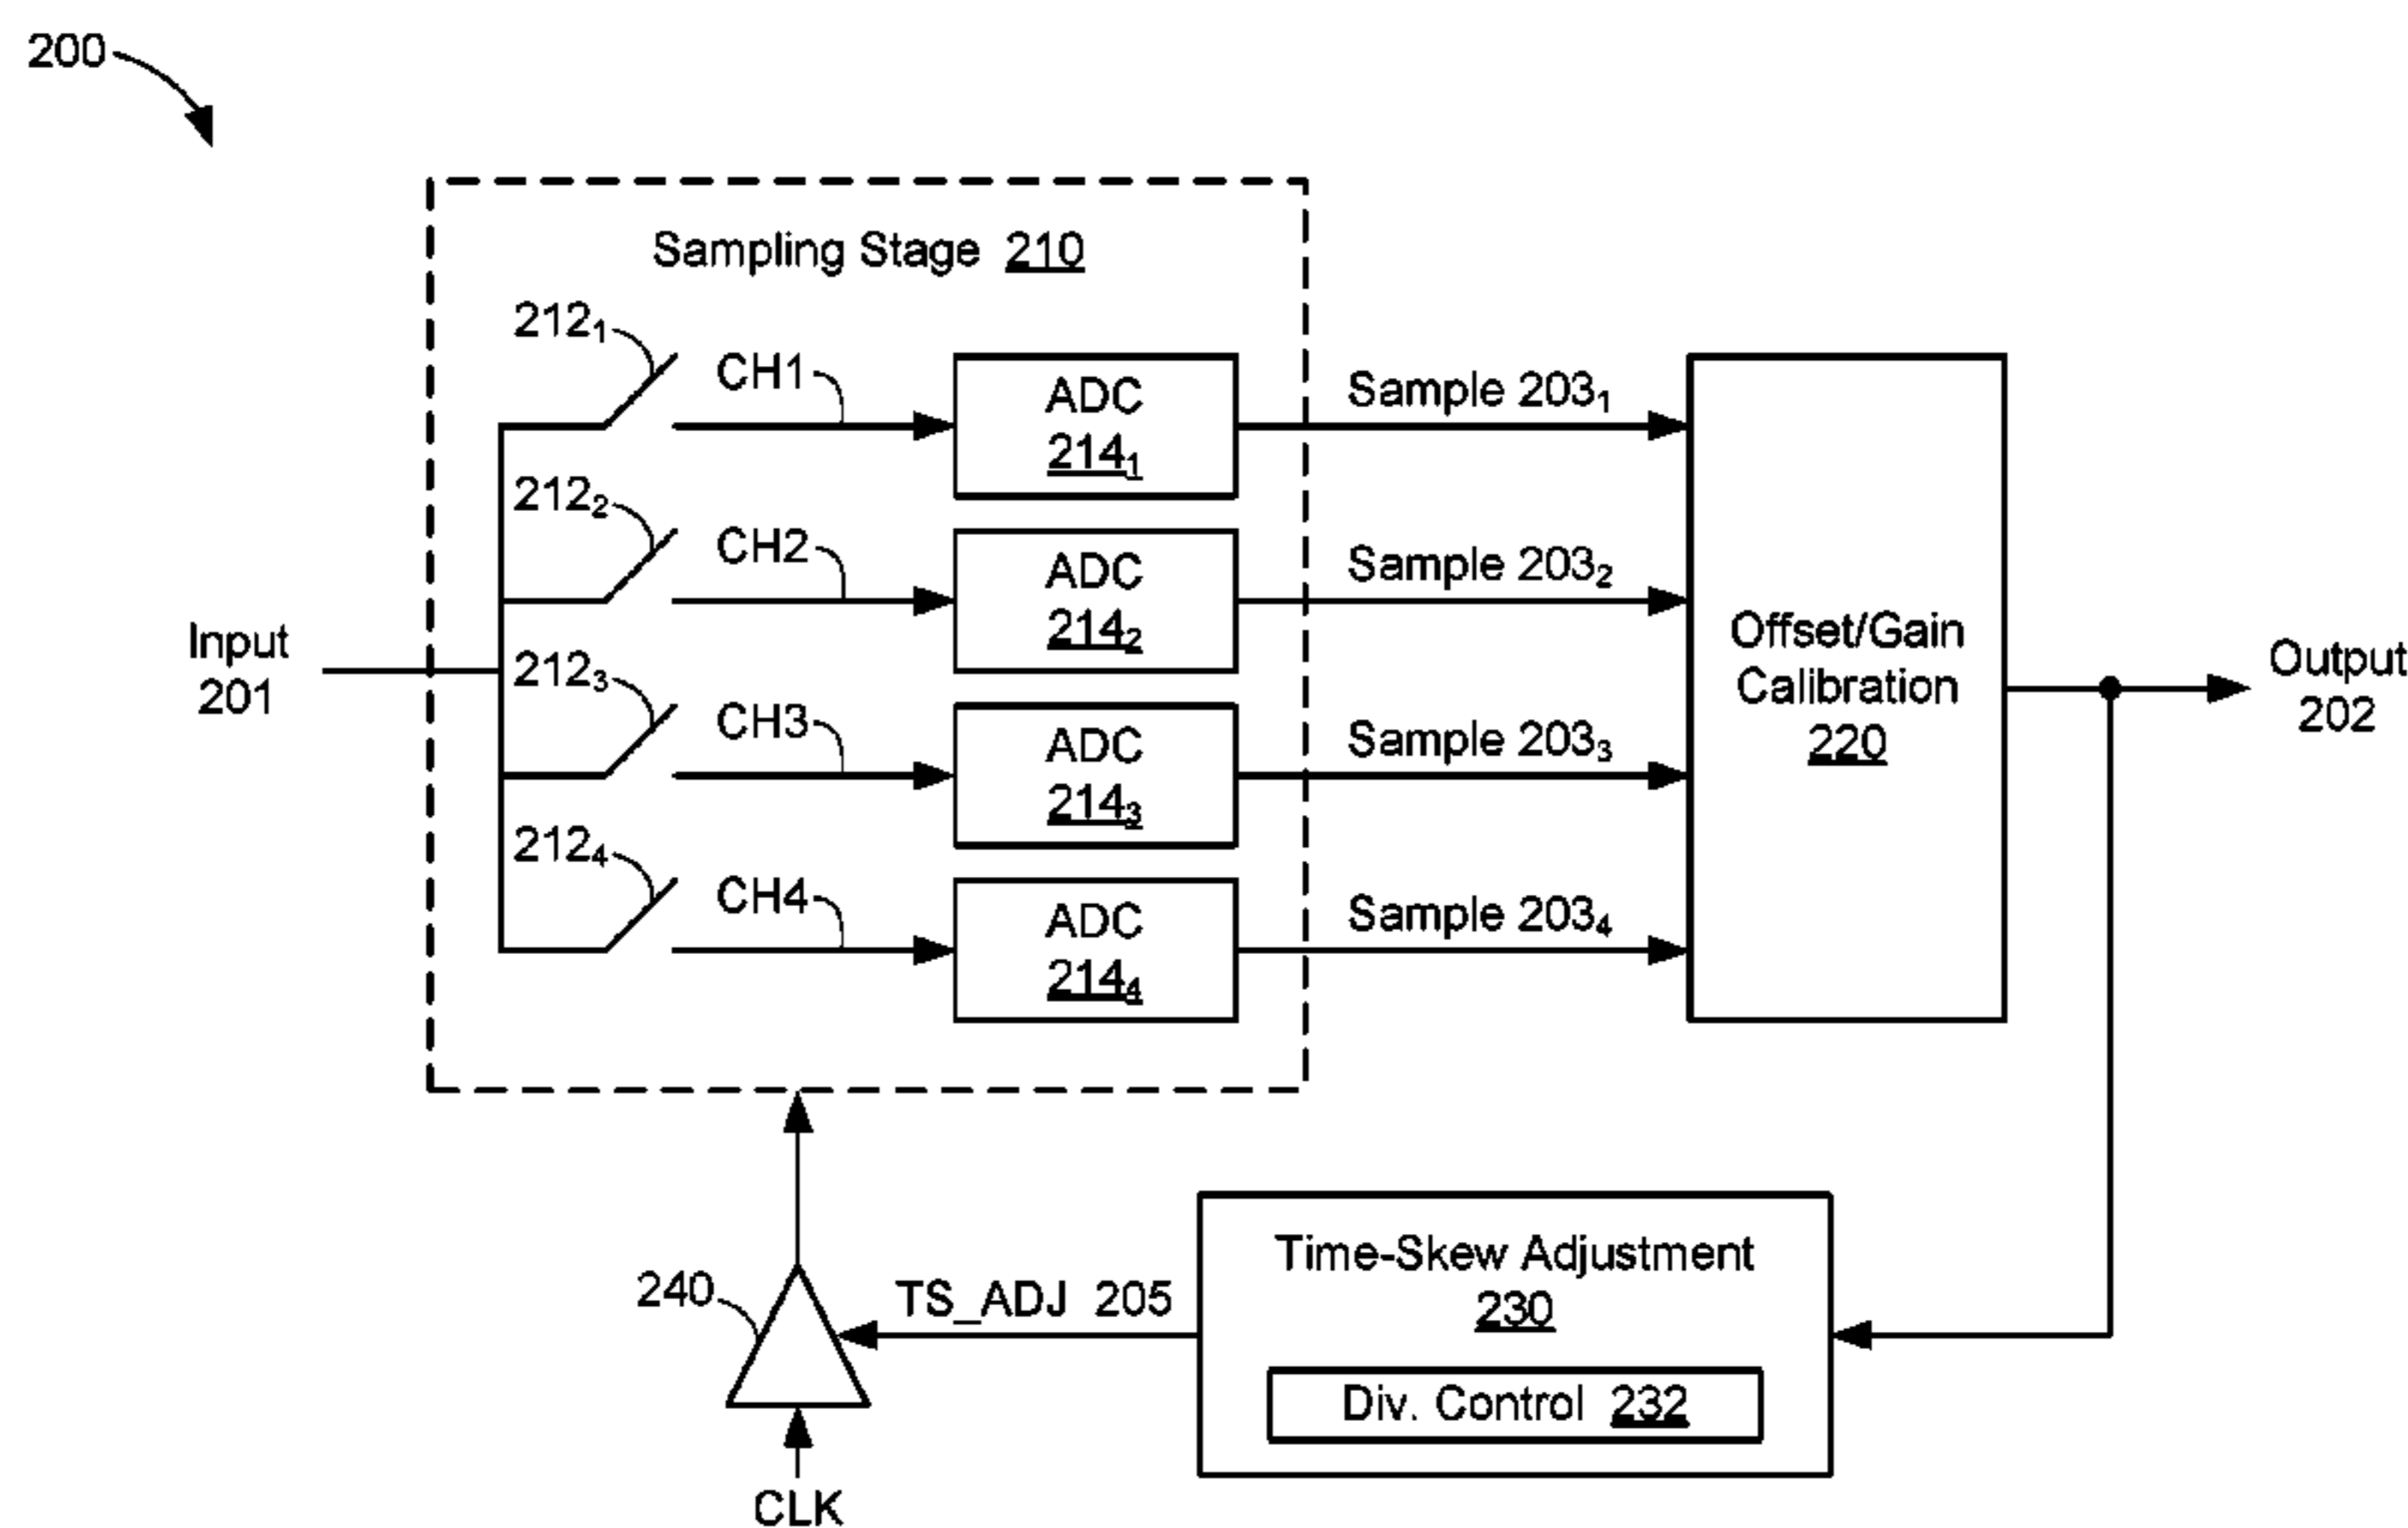 200
Sampling Stage 210
212₁
CH1
ADC
214₁
Sample 203₁
212₂
CH2
ADC
214₂
Sample 203₂
Input
201
212₃
CH3
ADC
214₃
Sample 203₃
212₄
CH4
ADC
214₄
Sample 203₄
Offset/Gain
Calibration
220
Output
202
240
TS_ADJ 205
Time-Skew Adjustment
230
Div. Control 232
CLK